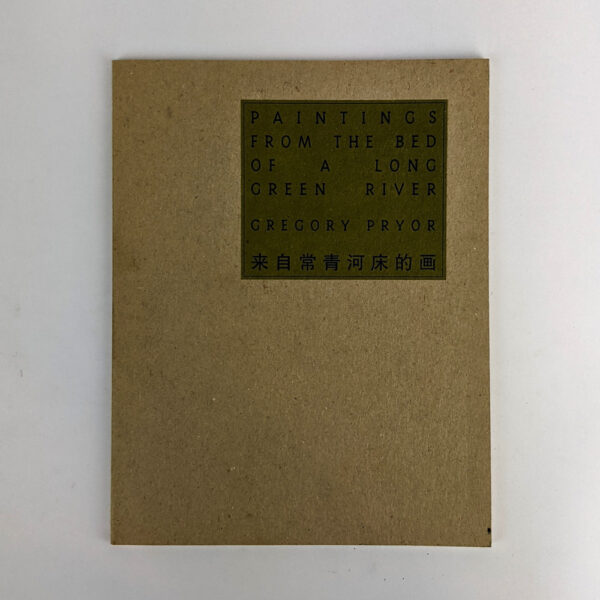 PAINTINGS
FROM THE BED
OF A LONG
GREEN RIVER
GREGORY PRYOR
来自常青河床的画